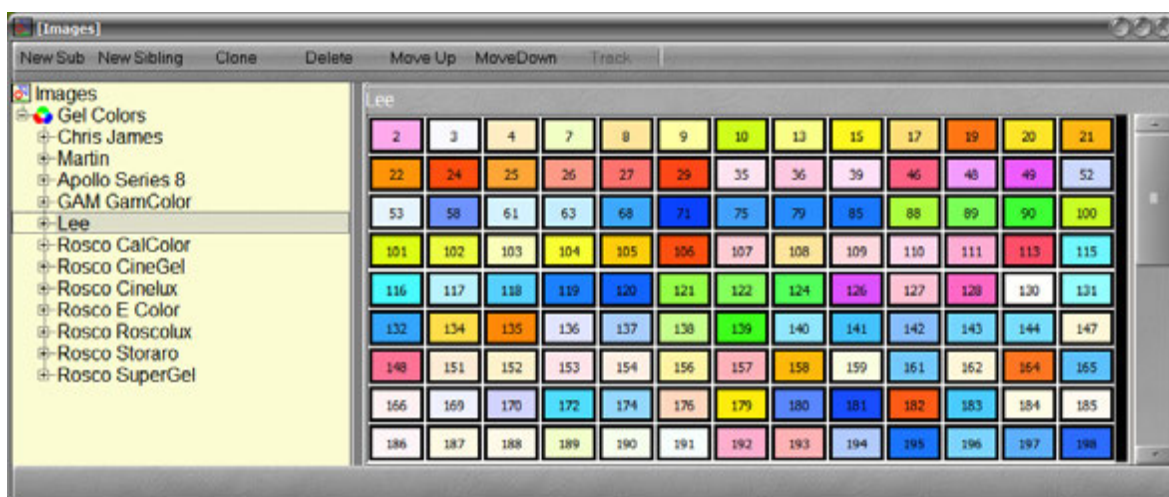 [Images]
New Sub New Sibling Clone Delete Move Up MoveDown Track
Images
Gel Colors
Chris James
Martin
Apollo Series 8
GAM GamColor
Lee
Rosco CalColor
Rosco CineGel
Rosco Cinelux
Rosco E Color
Rosco Roscolux
Rosco Storaro
Rosco SuperGel
Lee
2 3 4 7 8 9 10 13 15 17 19 20 21
22 24 25 26 27 29 35 36 39 46 48 49 52
53 58 61 63 68 71 75 79 85 88 89 90 100
101 102 103 104 105 106 107 108 109 110 111 113 115
116 117 118 119 120 121 122 124 126 127 128 130 131
132 134 135 136 137 138 139 140 141 142 143 144 147
148 151 152 153 154 156 157 158 159 161 162 164 165
166 169 170 172 174 176 179 180 181 182 183 184 185
186 187 188 189 190 191 192 193 194 195 196 197 198